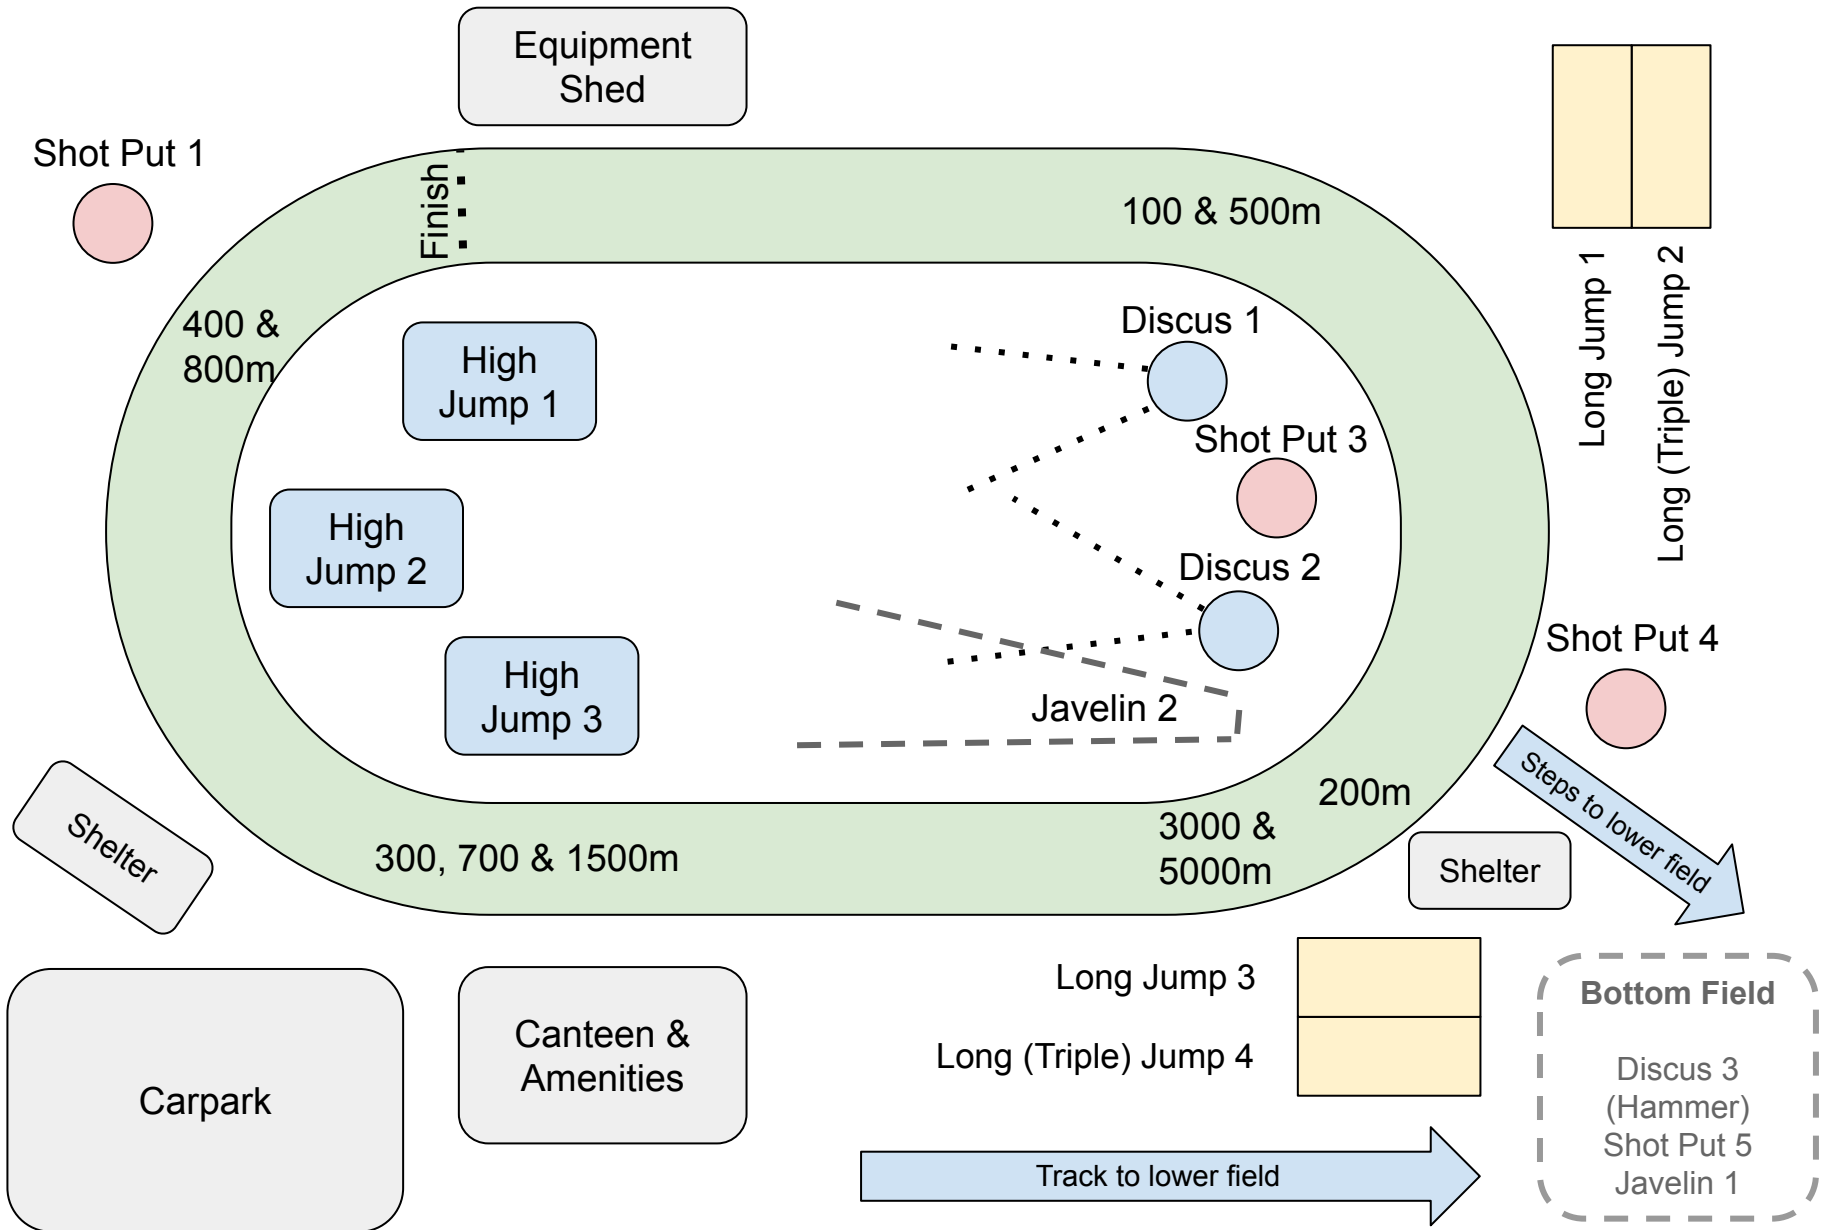 Equipment
Shed
Shot Put 1
Finish
100 & 500m
Long Jump 1
Long (Triple) Jump 2
400 &
800m
High
Jump 1
Discus 1
Shot Put 3
High
Jump 2
Discus 2
High
Jump 3
Javelin 2
Shot Put 4
Steps to lower field
200m
3000 &
5000m
300, 700 & 1500m
Shelter
Shelter
Long Jump 3
Long (Triple) Jump 4
Canteen &
Amenities
Carpark
Track to lower field
Bottom Field
Discus 3
(Hammer)
Shot Put 5
Javelin 1